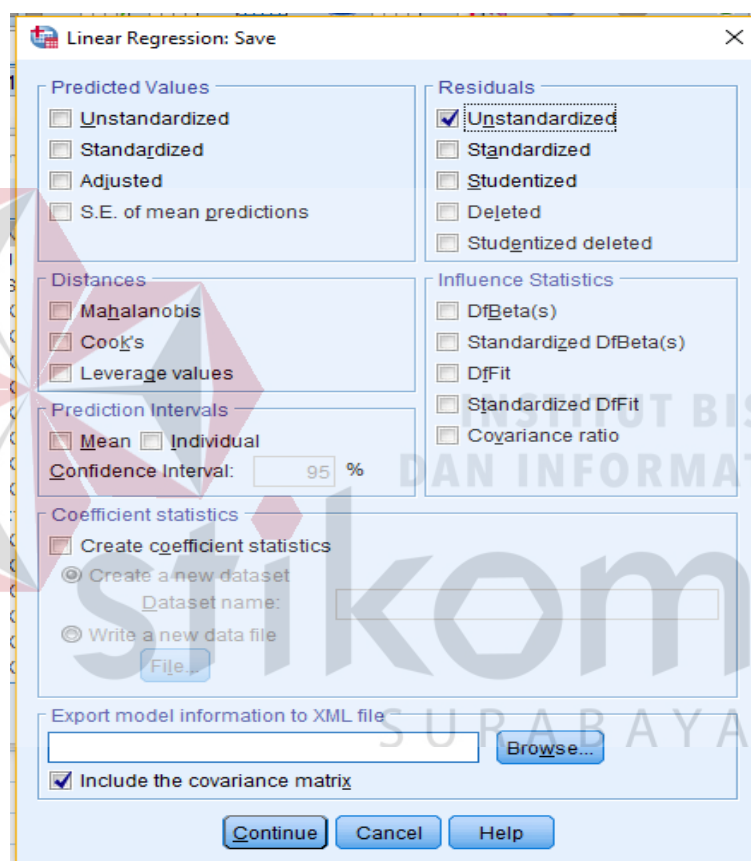 Linear Regression: Save
Predicted Values
Unstandardized
Standardized
Adjusted
S.E. of mean predictions
Residuals
Unstandardized
Standardized
Studentized
Deleted
Studentized deleted
Distances
Mahalanobis
Cook's
Leverage values
Influence Statistics
DfBeta(s)
Standardized DfBeta(s)
DfFit
Standardized DfFit
Covariance ratio
Prediction Intervals
Mean Individual
Confidence Interval: 95 %
INSTITUT BIS
DAN INFORMAT
Coefficient statistics
Create coefficient statistics
Create a new dataset
Dataset name:
Write a new data file
File...
stikom
SURABAYA
Export model information to XML file
Browse...
Include the covariance matrix
Continue Cancel Help